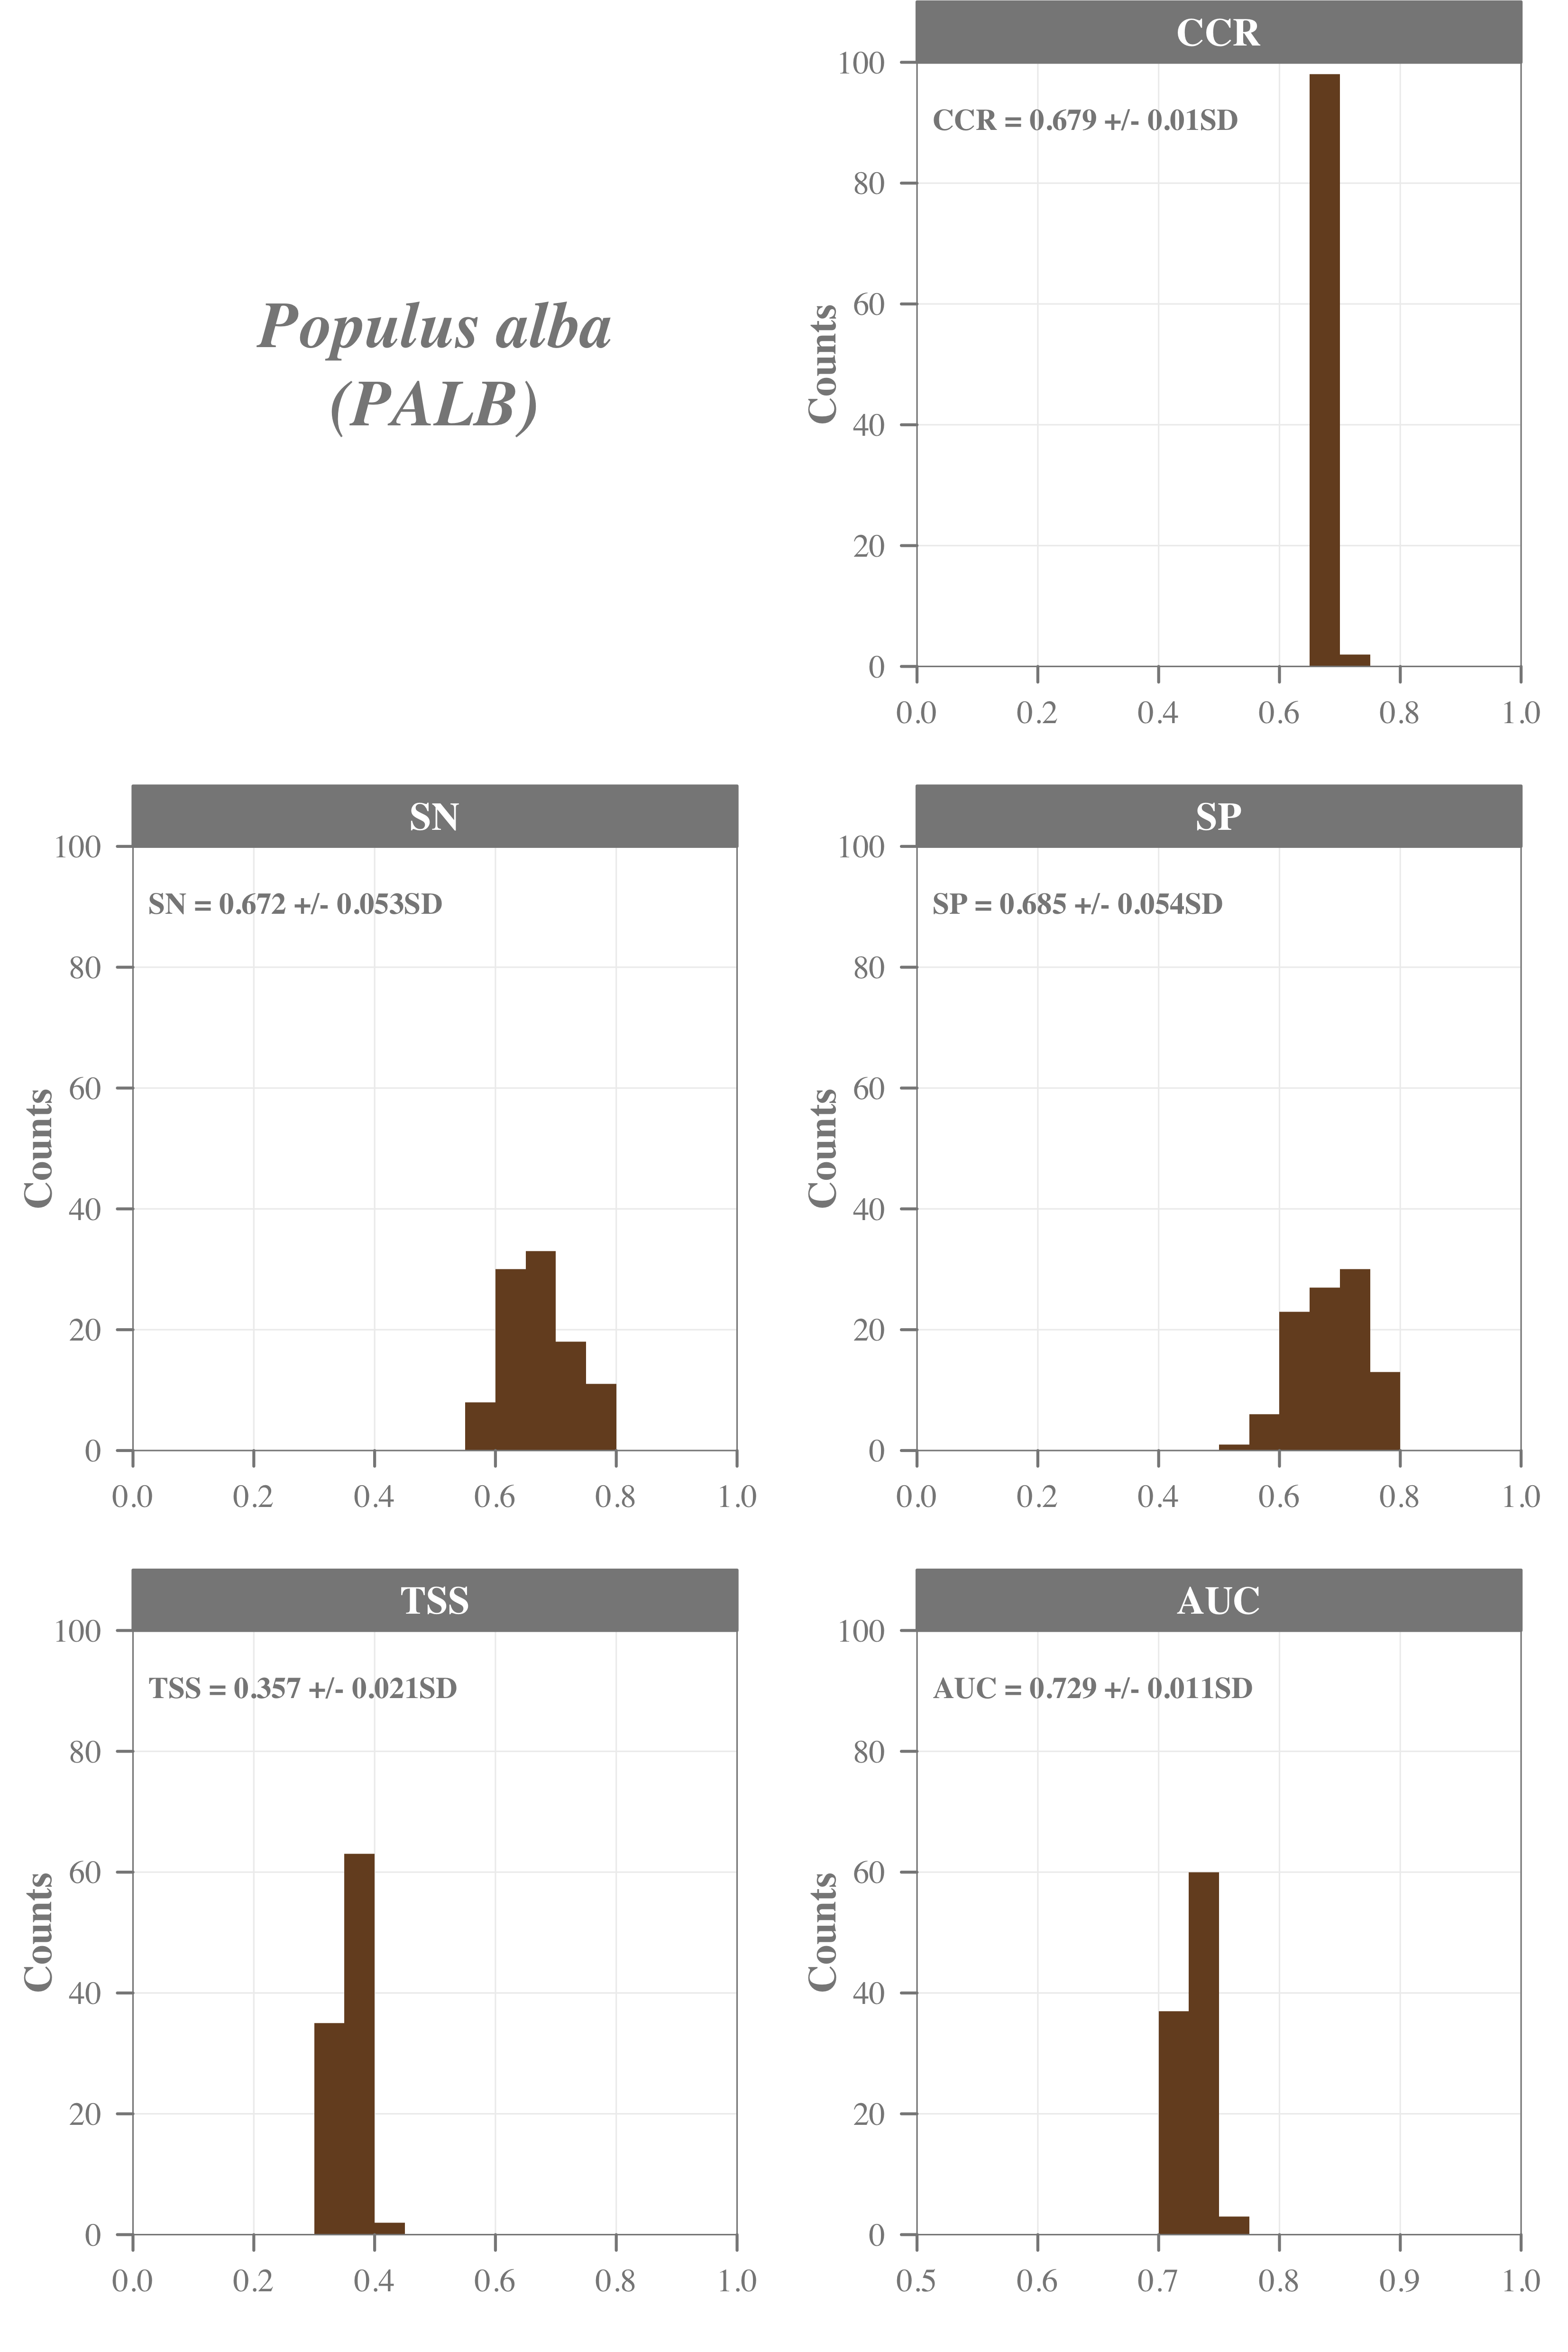 Populus alba
(PALB)
CCR
CCR = 0.679 +/- 0.01SD
Counts
100
80
60
40
20
0
0.0 0.2 0.4 0.6 0.8 1.0
SN
SN = 0.672 +/- 0.053SD
Counts
100
80
60
40
20
0
0.0 0.2 0.4 0.6 0.8 1.0
SP
SP = 0.685 +/- 0.054SD
Counts
100
80
60
40
20
0
0.0 0.2 0.4 0.6 0.8 1.0
TSS
TSS = 0.357 +/- 0.021SD
Counts
100
80
60
40
20
0
0.0 0.2 0.4 0.6 0.8 1.0
AUC
AUC = 0.729 +/- 0.011SD
Counts
100
80
60
40
20
0
0.5 0.6 0.7 0.8 0.9 1.0